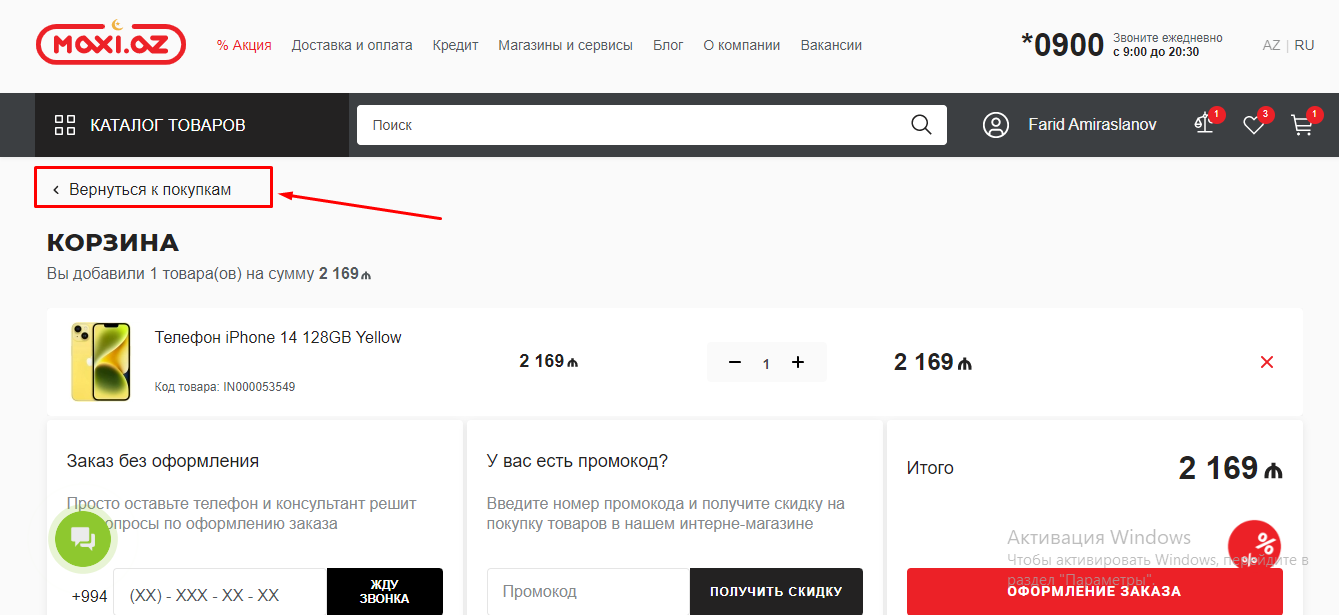 MAXI.AZ
% Акция
Доставка и оплата
Кредит
Магазины и сервисы
Блог
О компании
Вакансии
*0900
Звоните ежедневно
с 9:00 до 20:30
AZ | RU
КАТАЛОГ ТОВАРОВ
Поиск
Farid Amiraslanov
1
3
1
Вернуться к покупкам
КОРЗИНА
Вы добавили 1 товара(ов) на сумму 2 169 ₼
Телефон iPhone 14 128GB Yellow
Код товара: IN000053549
2 169 ₼
− 1 +
2 169 ₼
Заказ без оформления
Просто оставьте телефон и консультант решит
опросы по оформлению заказа
+994
(XX) - XXX - XX - XX
ЖДУ
ЗВОНКА
У вас есть промокод?
Введите номер промокода и получите скидку на
покупку товаров в нашем интерне-магазине
Промокод
ПОЛУЧИТЬ СКИДКУ
Итого
2 169 ₼
Активация Windows
Чтобы активировать Windows, перейдите в
раздел "Параметры".
%
%
ОФОРМЛЕНИЕ ЗАКАЗА